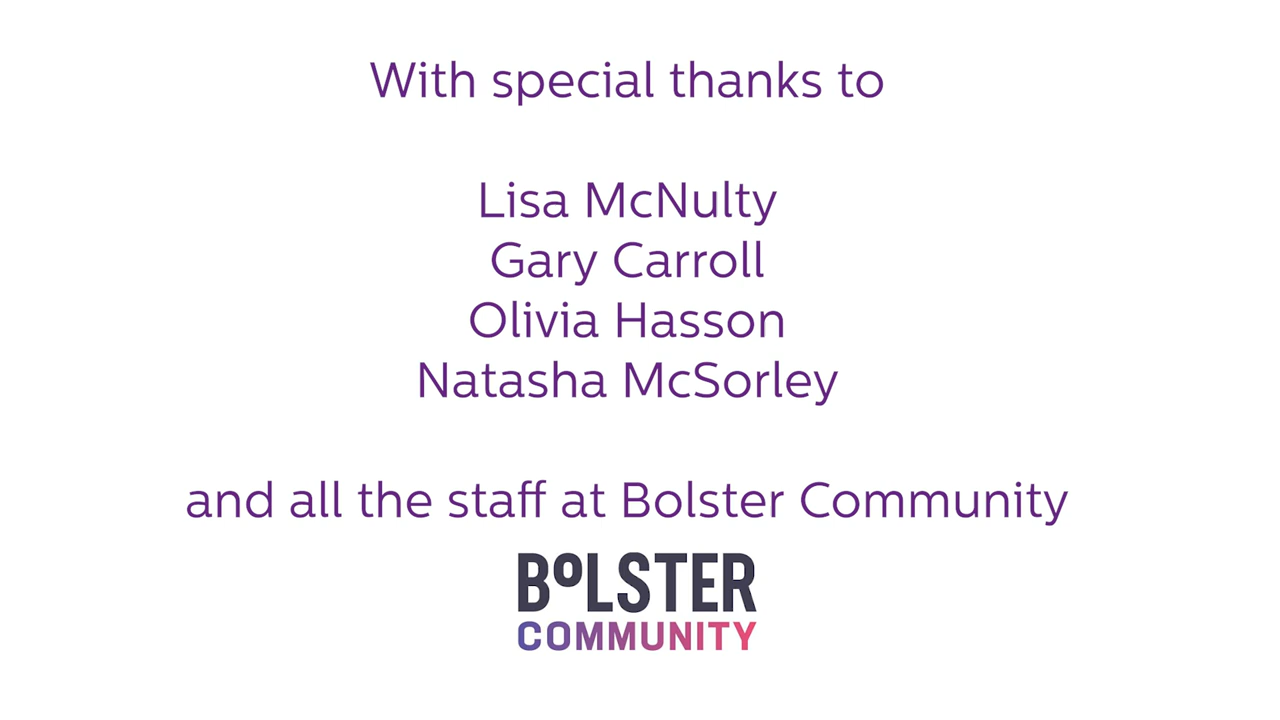 With special thanks to
Lisa McNulty
Gary Carroll
Olivia Hasson
Natasha McSorley
and all the staff at Bolster Community
BOLSTER
COMMUNITY